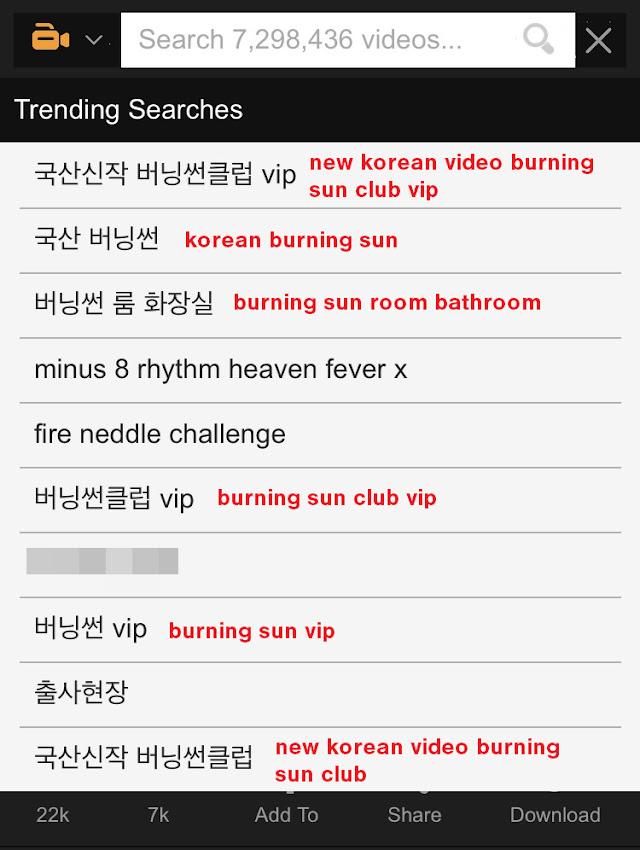 Search 7,298,436 videos...
Trending Searches
국산신작 버닝썬클럽 vip new korean video burning
sun club vip
국산 버닝썬 korean burning sun
버닝썬 룸 화장실 burning sun room bathroom
minus 8 rhythm heaven fever x
fire neddle challenge
버닝썬클럽 vip burning sun club vip
버닝썬 vip burning sun vip
출사현장
국산신작 버닝썬클럽 new korean video burning
sun club
22k 7k Add To Share Download